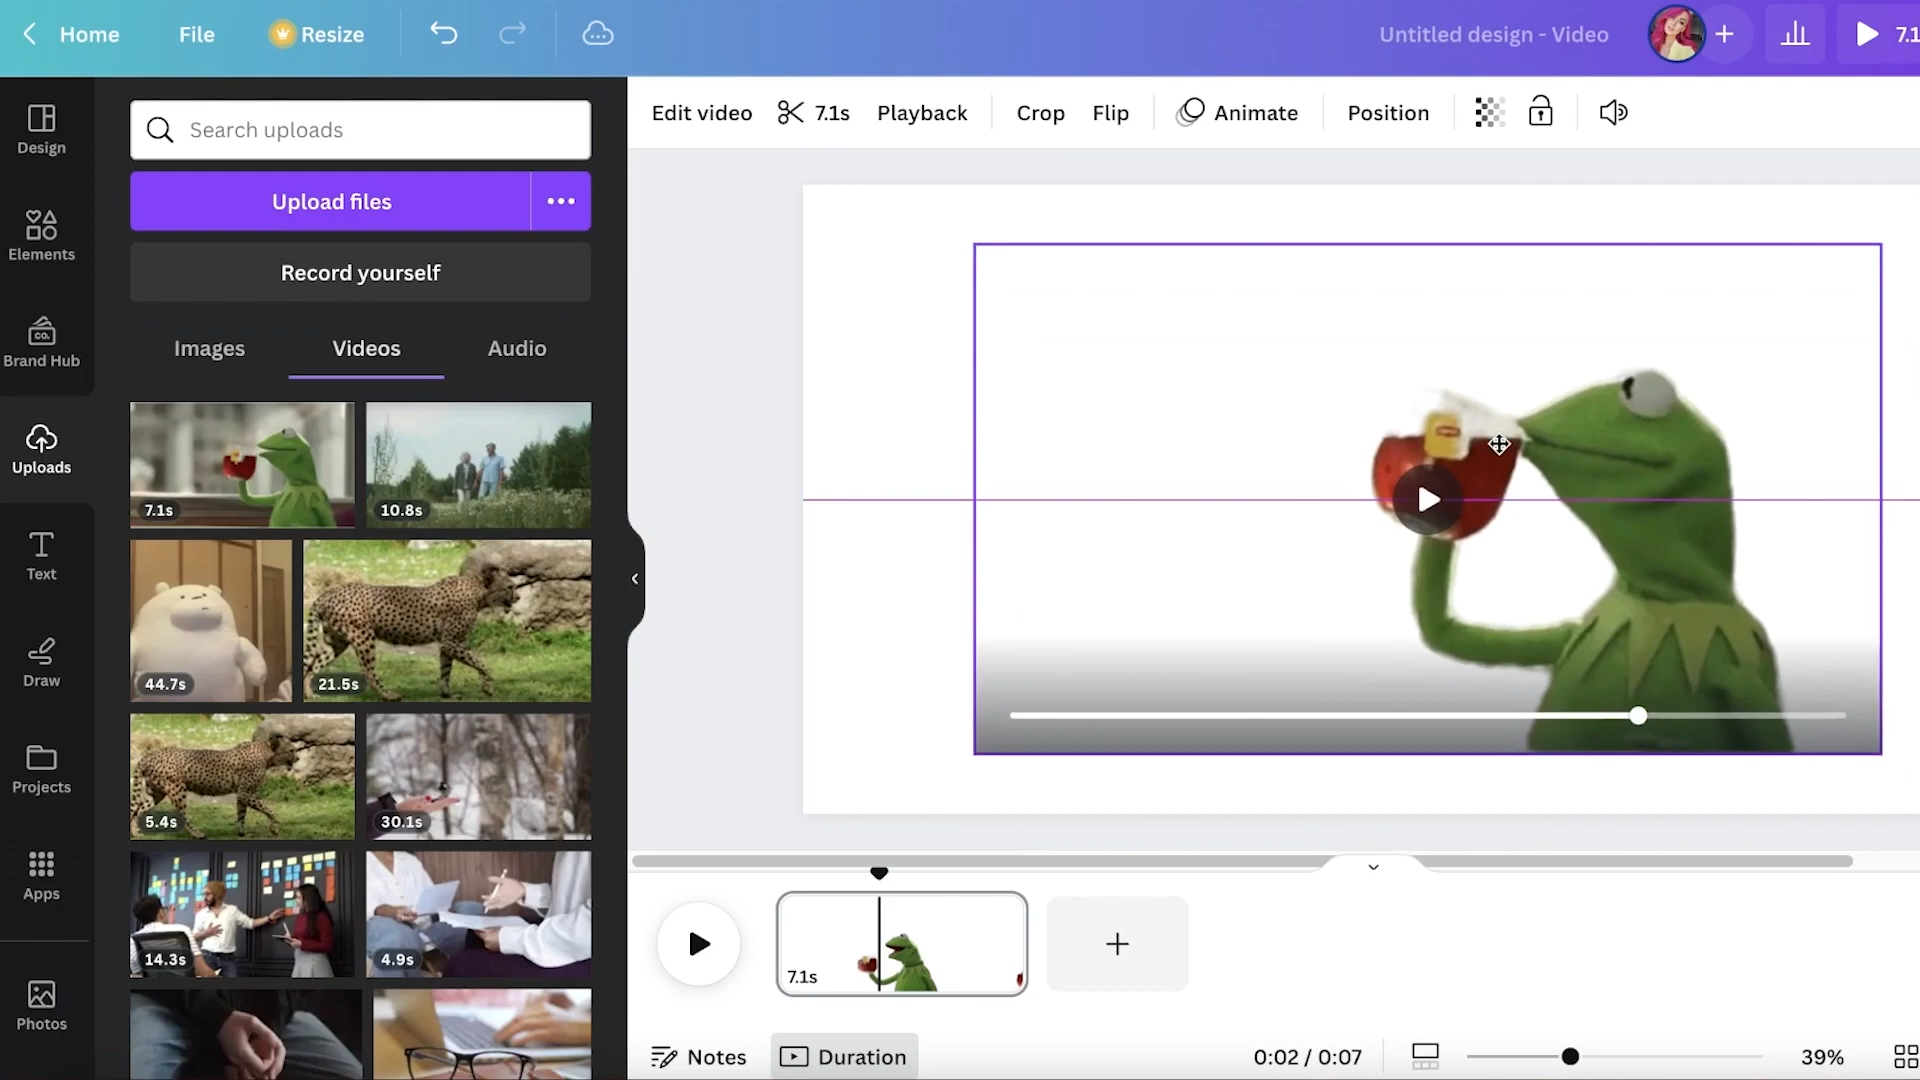 Home
File
Resize
Untitled design - Video
7.1
Design
Elements
Brand Hub
CO.
Uploads
Text
Draw
Projects
Apps
Photos
Search uploads
Upload files
Record yourself
Images
Videos
Audio
7.1s
10.8s
44.7s
21.5s
5.4s
30.1s
14.3s
4.9s
Edit video
7.1s
Playback
Crop
Flip
Animate
Position
7.1s
Notes
Duration
0:02 / 0:07
39%